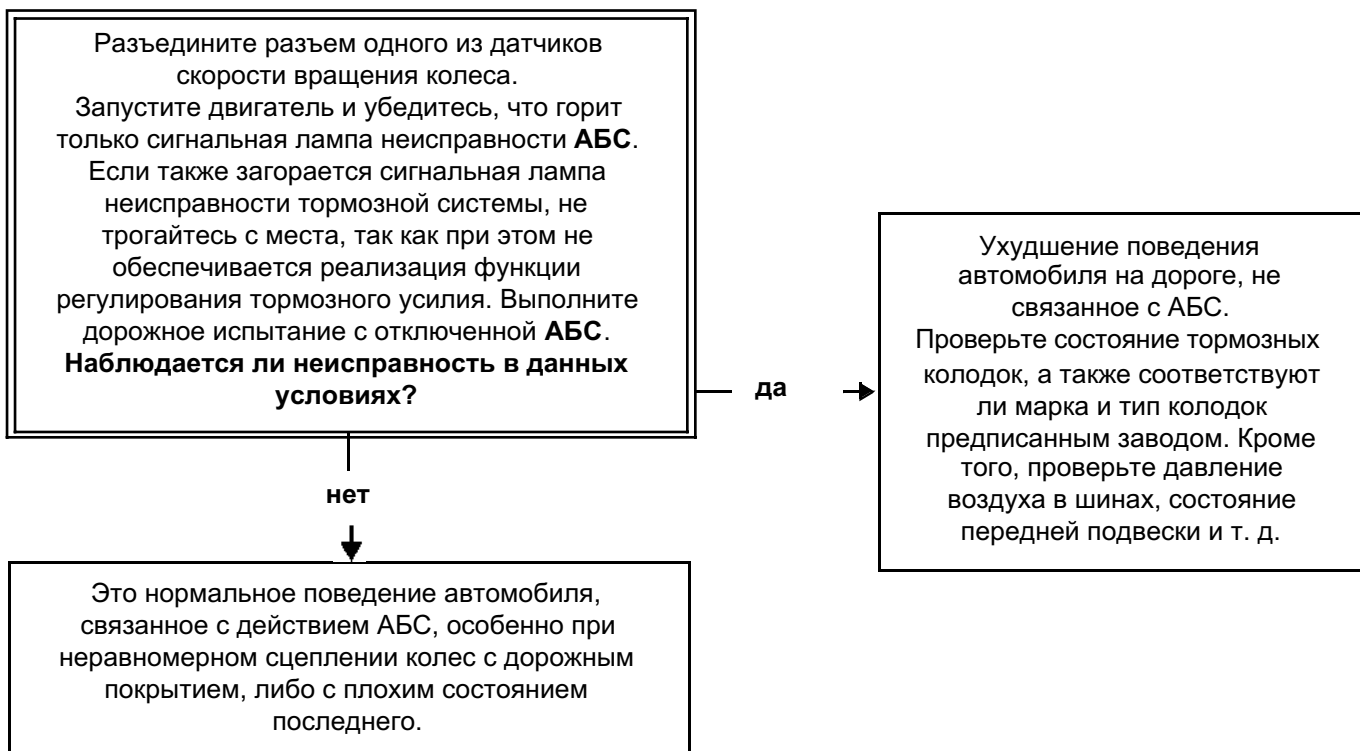 Разъедините разъем одного из датчиков
скорости вращения колеса.
Запустите двигатель и убедитесь, что горит
только сигнальная лампа неисправности АБС.
Если также загорается сигнальная лампа
неисправности тормозной системы, не
трогайтесь с места, так как при этом не
обеспечивается реализация функции
регулирования тормозного усилия. Выполните
дорожное испытание с отключенной АБС.
Наблюдается ли неисправность в данных
условиях?
да
Ухудшение поведения
автомобиля на дороге, не
связанное с АБС.
Проверьте состояние тормозных
колодок, а также соответствуют
ли марка и тип колодок
предписанным заводом. Кроме
того, проверьте давление
воздуха в шинах, состояние
передней подвески и т. д.
нет
Это нормальное поведение автомобиля,
связанное с действием АБС, особенно при
неравномерном сцеплении колес с дорожным
покрытием, либо с плохим состоянием
последнего.